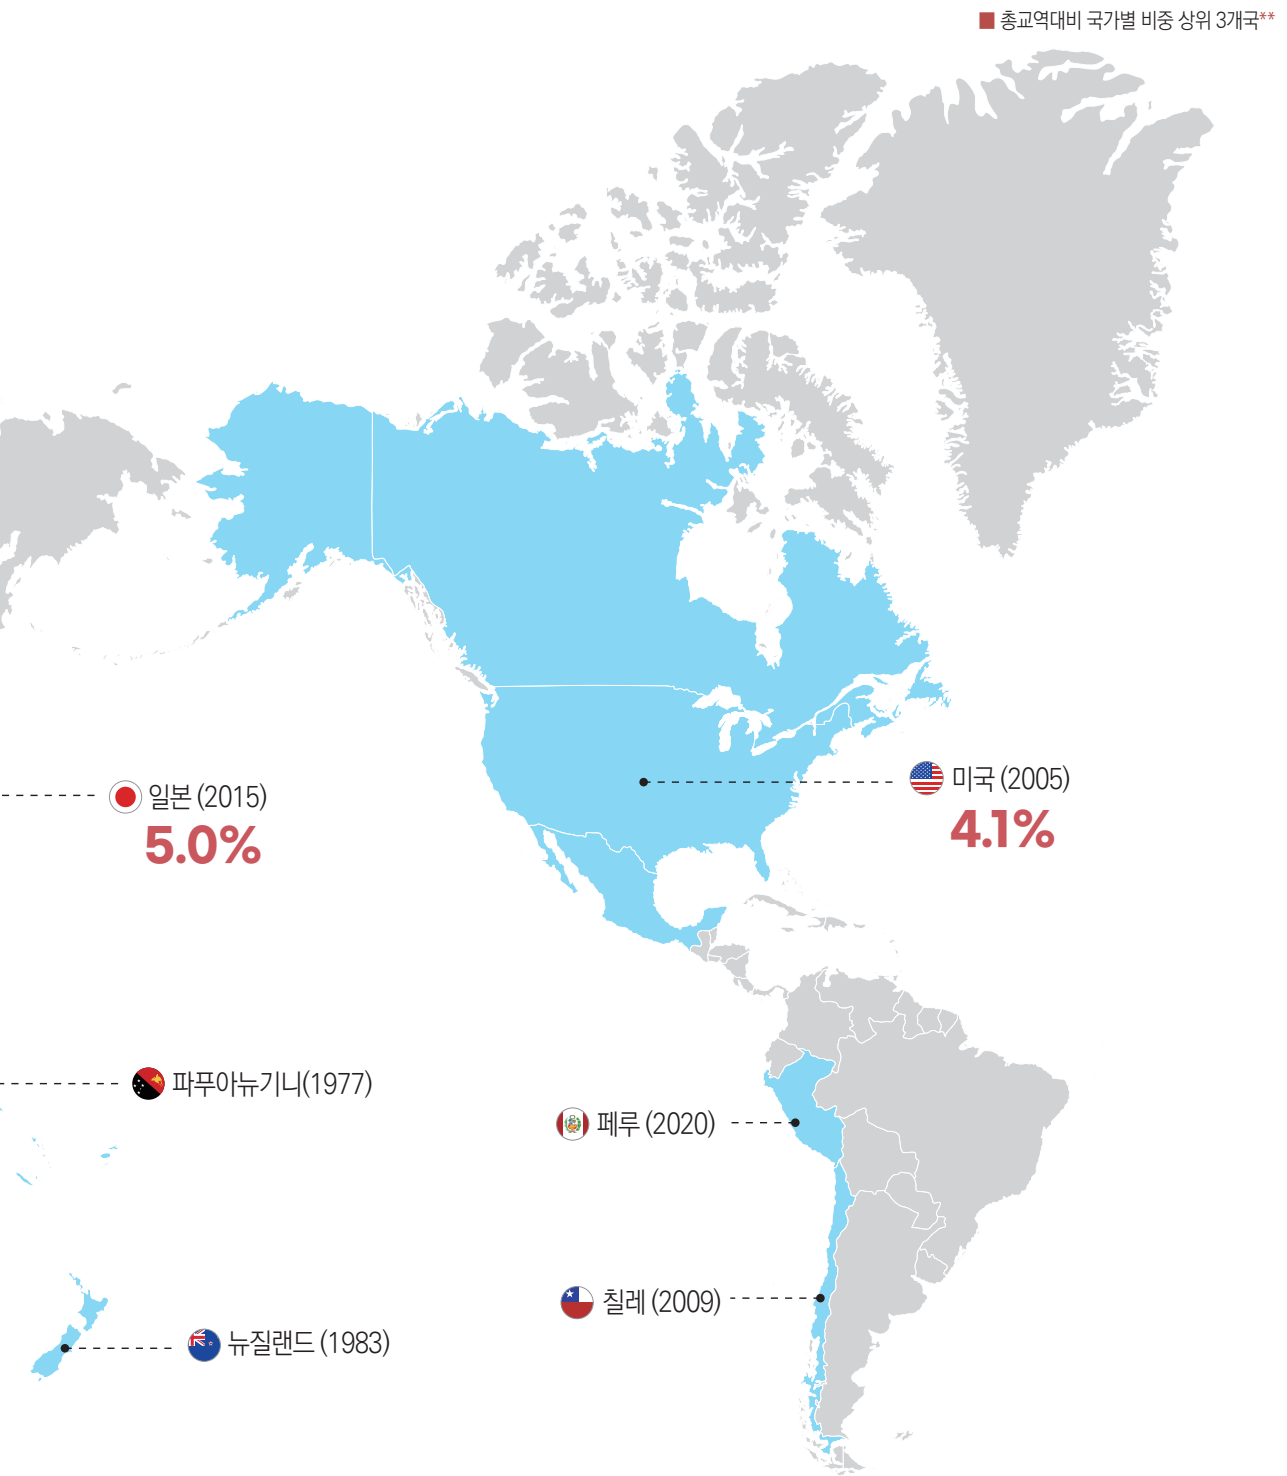 총교역대비 국가별 비중 상위 3개국**
일본 (2015)
5.0%
미국 (2005)
4.1%
파푸아뉴기니(1977)
페루 (2020)
칠레 (2009)
뉴질랜드 (1983)